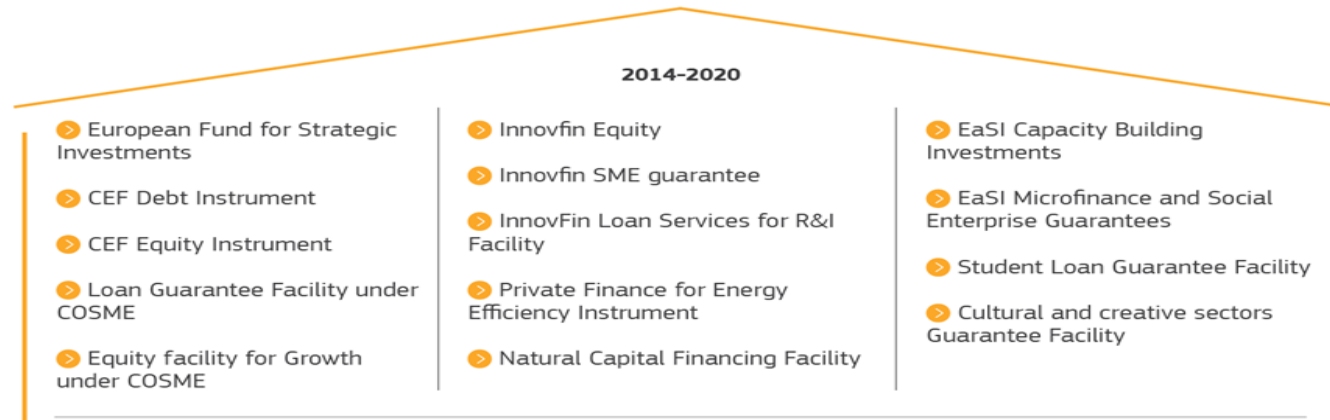 2014-2020
European Fund for Strategic
Investments
CEF Debt Instrument
CEF Equity Instrument
Loan Guarantee Facility under
COSME
Equity facility for Growth
under COSME
Innovfin Equity
Innovfin SME guarantee
InnovFin Loan Services for R&I
Facility
Private Finance for Energy
Efficiency Instrument
Natural Capital Financing Facility
EaSI Capacity Building
Investments
EaSI Microfinance and Social
Enterprise Guarantees
Student Loan Guarantee Facility
Cultural and creative sectors
Guarantee Facility